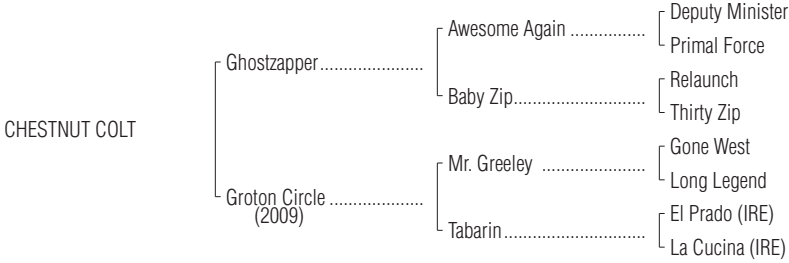 Deputy Minister
Awesome Again ......................
Primal Force
Ghostzapper......................
Relaunch
Baby Zip............................
Thirty Zip
CHESTNUT COLT
Gone West
Mr. Greeley ......................
Long Legend
Groton Circle ....................
(2009)
El Prado (IRE)
Tabarin..............................
La Cucina (IRE)